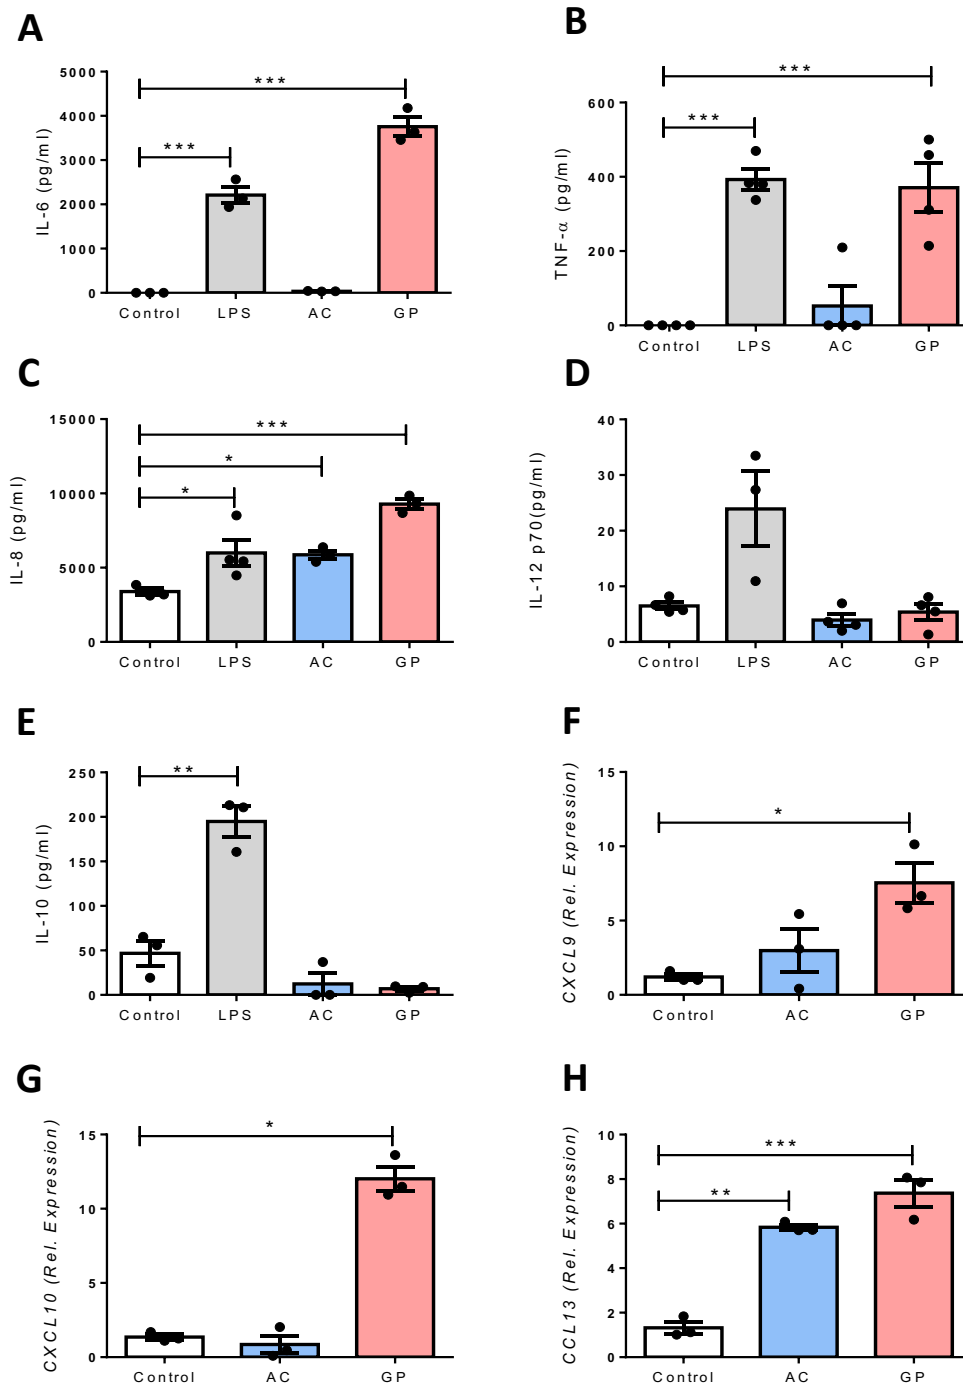 A
IL-6 (pg/ml)
5000
4000
3000
2000
1000
0
***
***
Control LPS AC GP
B
TNF-α (pg/ml)
600
400
200
0
***
***
Control LPS AC GP
C
IL-8 (pg/ml)
15000
10000
5000
0
***
*
*
Control LPS AC GP
D
IL-12 p70(pg/ml)
40
30
20
10
0
Control LPS AC GP
E
IL-10 (pg/ml)
250
200
150
100
50
0
**
Control LPS AC GP
F
CXCL9 (Rel. Expression)
15
10
5
0
*
Control AC GP
G
CXCL10 (Rel. Expression)
15
10
5
0
*
Control AC GP
H
CCL13 (Rel. Expression)
10
8
6
4
2
0
***
**
Control AC GP